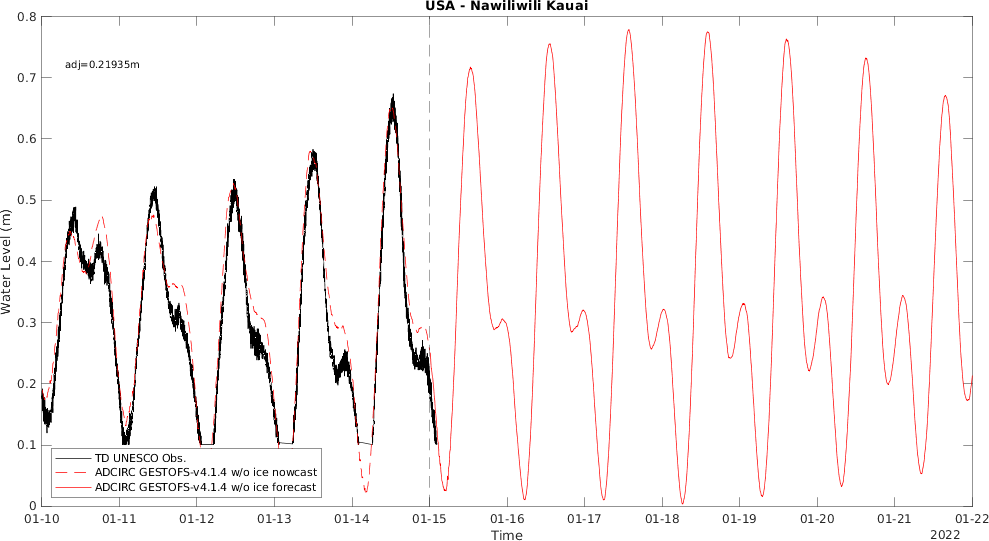 USA - Nawiliwili Kauai
adj=0.21935m
Water Level (m)
0.8
0.7
0.6
0.5
0.4
0.3
0.2
0.1
0
TD UNESCO Obs.
ADCIRC GESTOFS-v4.1.4 w/o ice nowcast
ADCIRC GESTOFS-v4.1.4 w/o ice forecast
01-10 01-11 01-12 01-13 01-14 01-15 01-16 01-17 01-18 01-19 01-20 01-21 01-22
Time
2022